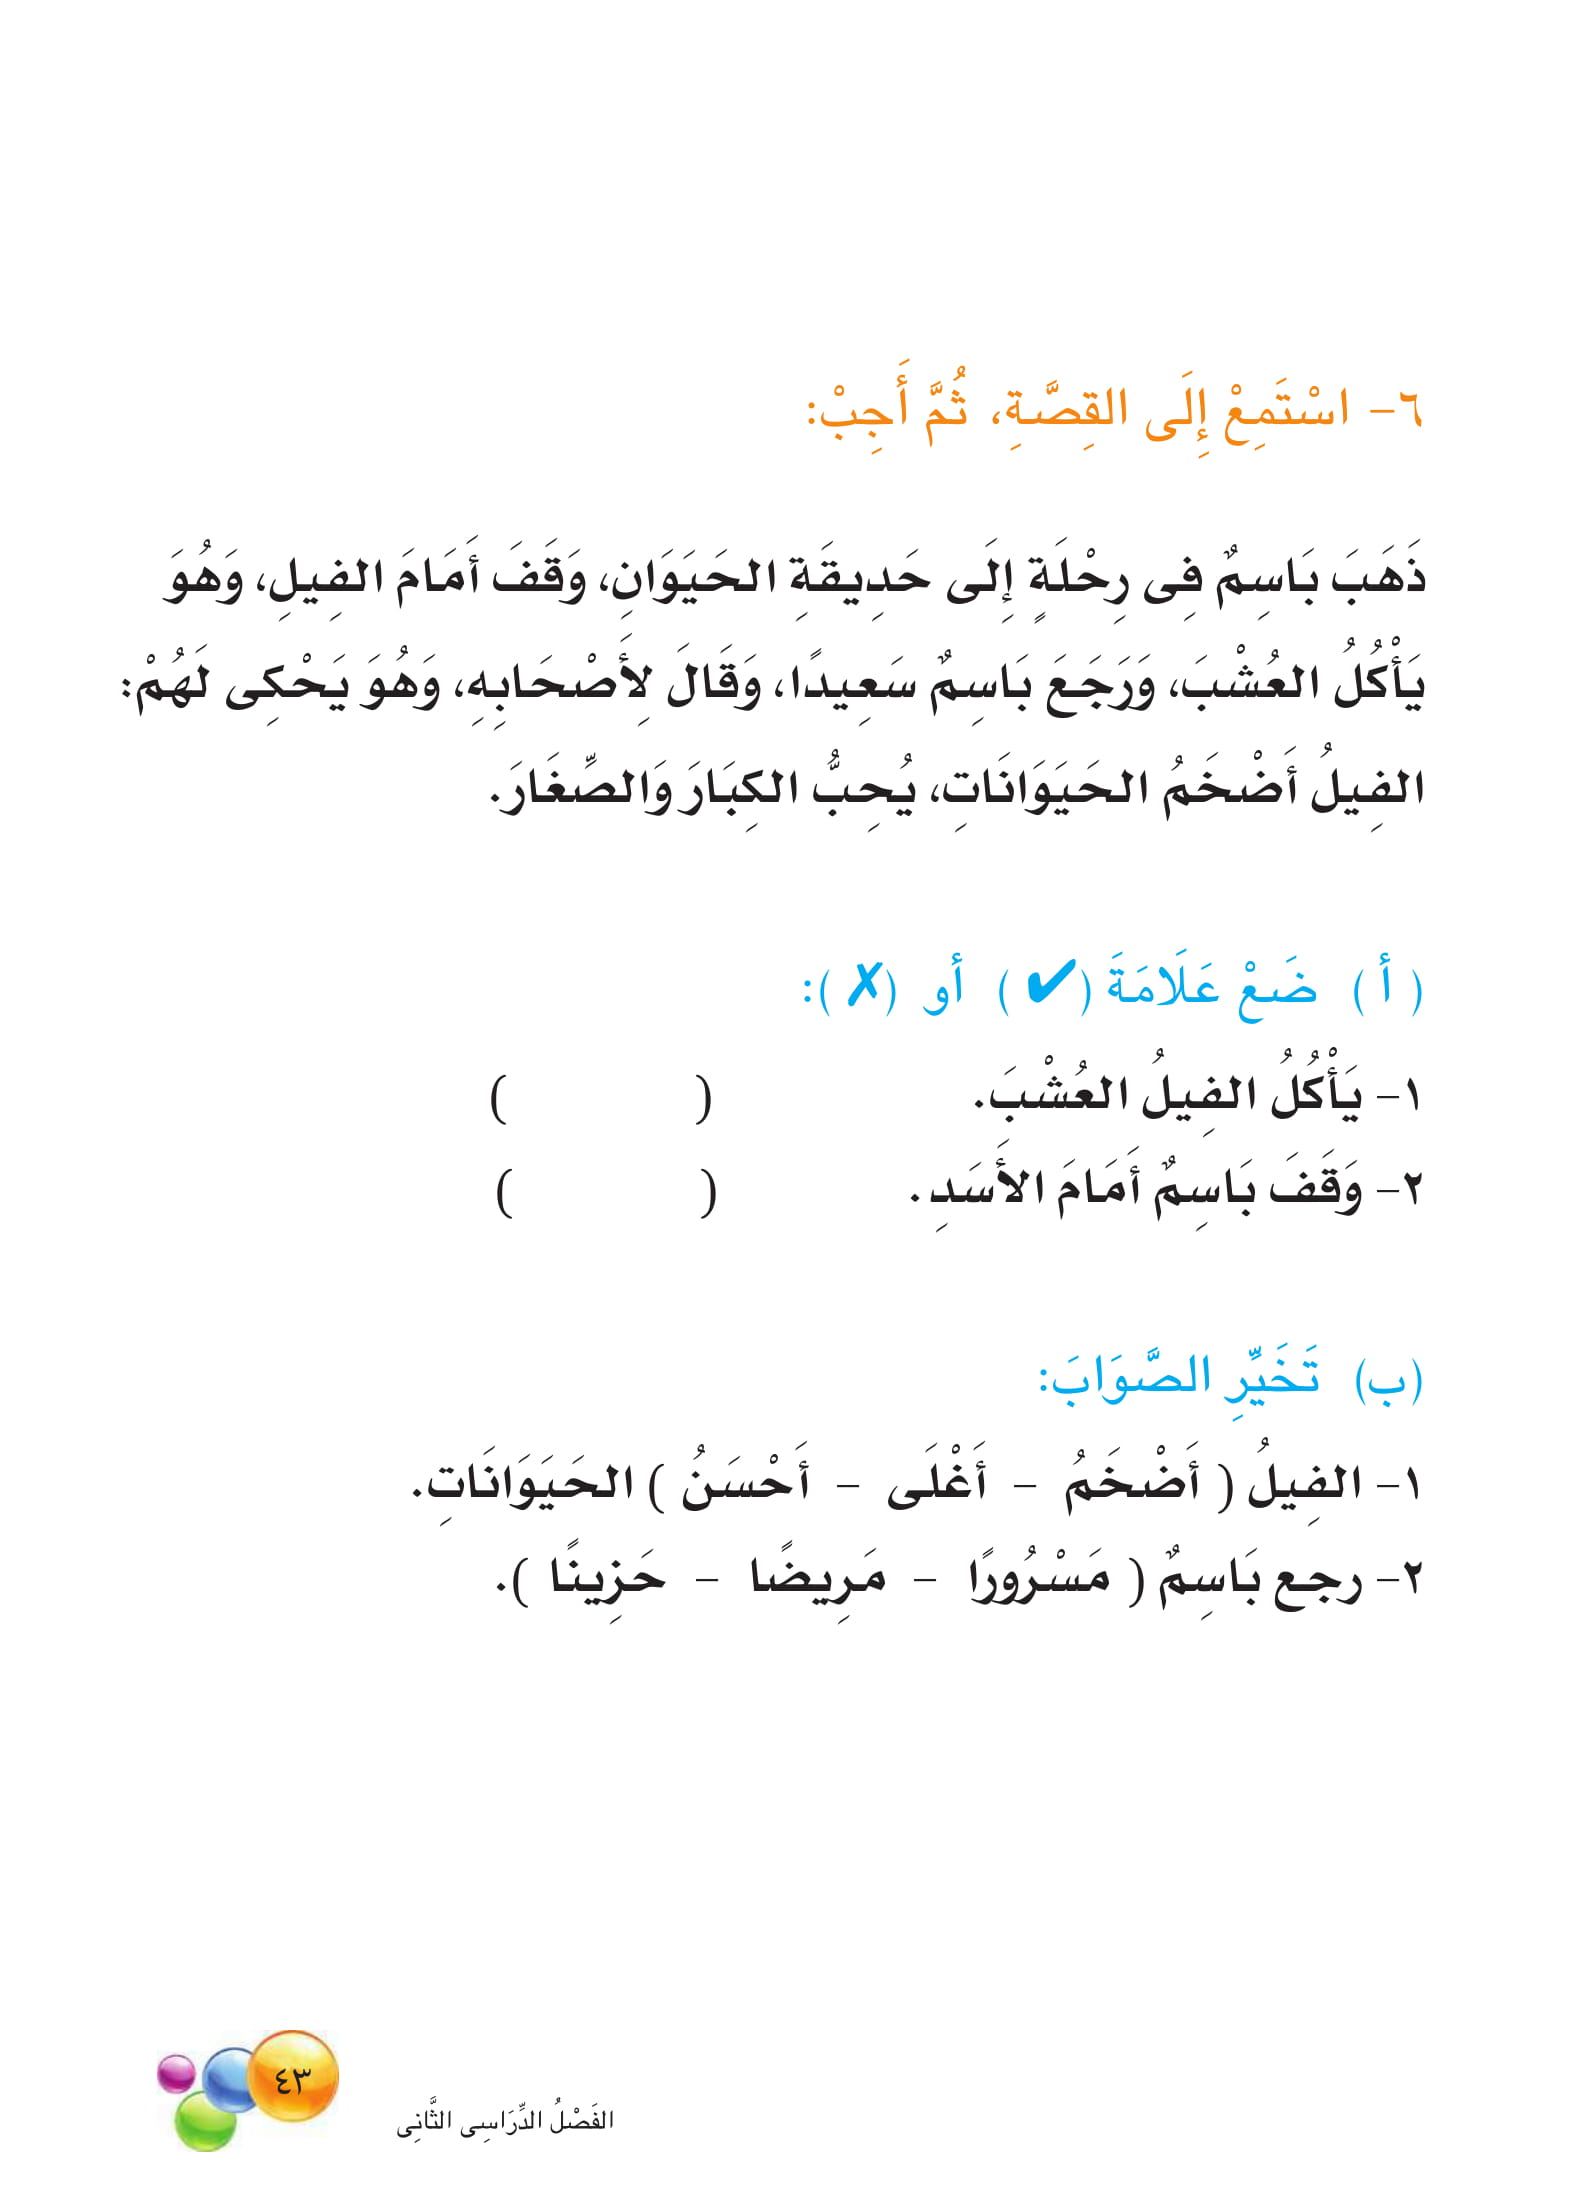 ٦- اسْتَمِعْ إِلَى القِصَّةِ، ثُمَّ أَجِبْ:
ذَهَبَ بَاسِمٌ فِى رِحْلَةٍ إِلَى حَدِيقَةِ الحَيَوَانِ، وَقَفَ أَمَامَ الفِيلِ، وَهُوَ
يَأْكُلُ العُشْبَ، وَرَجَعَ بَاسِمٌ سَعِيدًا، وَقَالَ لِأَصْحَابِهِ، وَهُوَ يَحْكِى لَهُمْ:
الفِيلُ أَضْخَمُ الحَيَوَانَاتِ، يُحِبُّ الكِبَارَ وَالصِّغَارَ.
( أ ) ضَعْ عَلَامَةَ (✔) أو (✗):
١- يَأْكُلُ الفِيلُ العُشْبَ. ( )
٢- وَقَفَ بَاسِمٌ أَمَامَ الأَسَدِ. ( )
(ب) تَخَيِّرِ الصَّوَابَ:
١- الفِيلُ ( أَضْخَمُ - أَغْلَى - أَحْسَنُ ) الحَيَوَانَاتِ.
٢- رجع بَاسِمٌ ( مَسْرُورًا - مَرِيضًا - حَزِينًا ).
٤٣
الفَصْلُ الدِّرَاسِى الثَّانِى